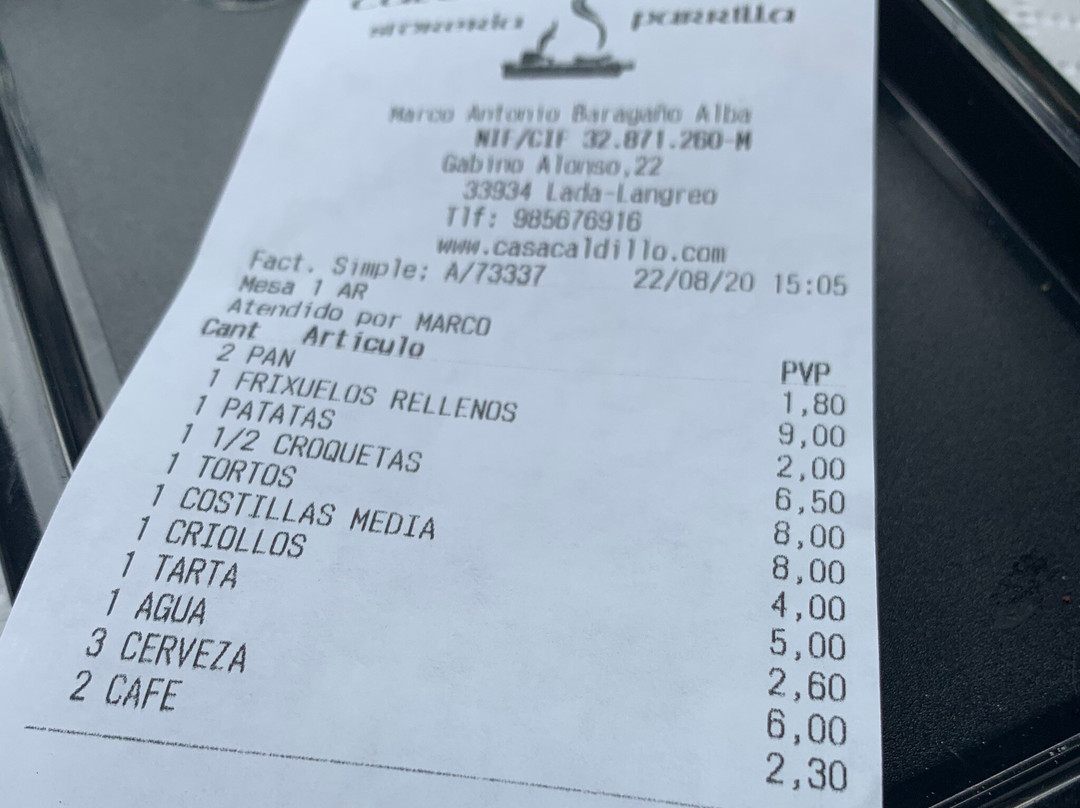 parrilla
Marco Antonio Baragaño Alba
NIF/CIF 32.871.260-M
Gabino Alonso,22
33934 Lada-Langreo
Tlf: 985676916
www.casacaldillo.com
Fact. Simple: A/73337 22/08/20 15:05
Mesa 1 AR
Atendido por MARCO
Cant Artículo PVP
2 PAN 1,80
1 FRIXUELOS RELLENOS 9,00
1 PATATAS 2,00
1 1/2 CROQUETAS 6,50
1 TORTOS 8,00
1 COSTILLAS MEDIA 8,00
1 CRIOLLOS 4,00
1 TARTA 5,00
1 AGUA 2,60
3 CERVEZA 6,00
2 CAFE 2,30